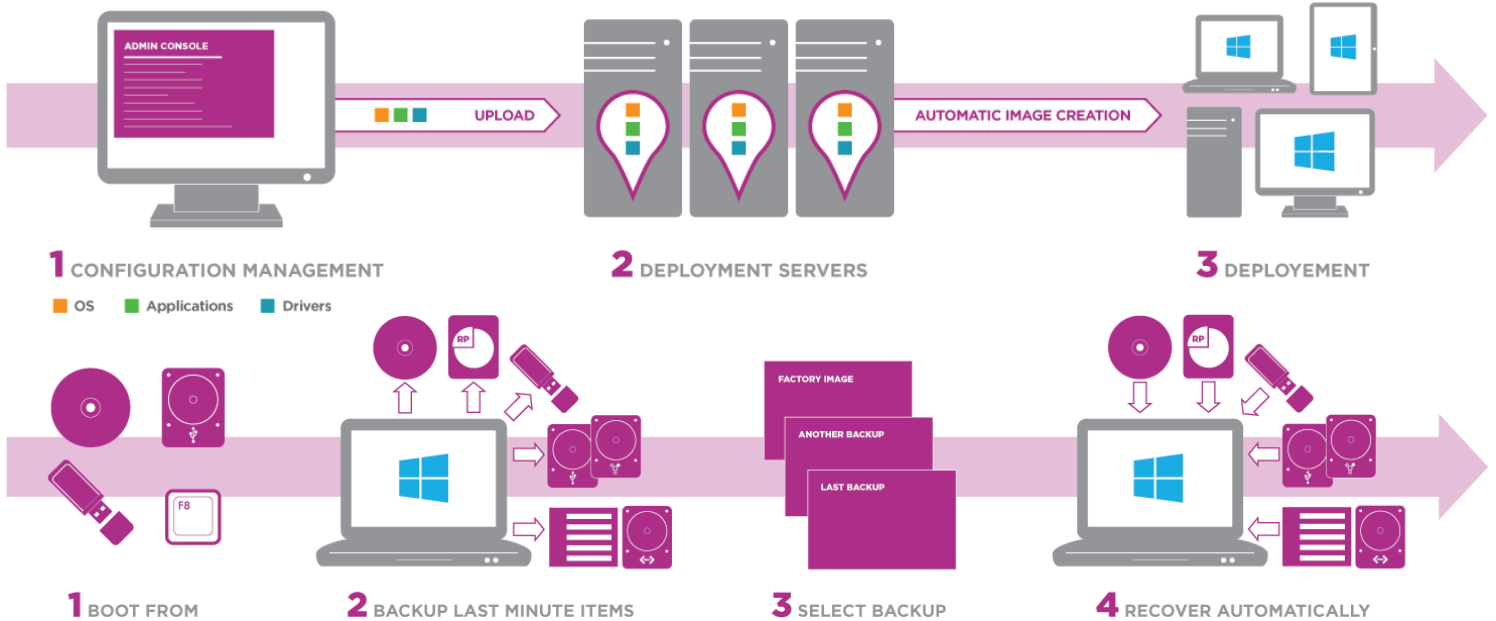 ADMIN CONSOLE
UPLOAD
AUTOMATIC IMAGE CREATION
1 CONFIGURATION MANAGEMENT
2 DEPLOYMENT SERVERS
3 DEPLOYEMENT
OS Applications Drivers
RP
RP
FACTORY IMAGE
ANOTHER BACKUP
LAST BACKUP
F8
1 BOOT FROM
2 BACKUP LAST MINUTE ITEMS
3 SELECT BACKUP
4 RECOVER AUTOMATICALLY